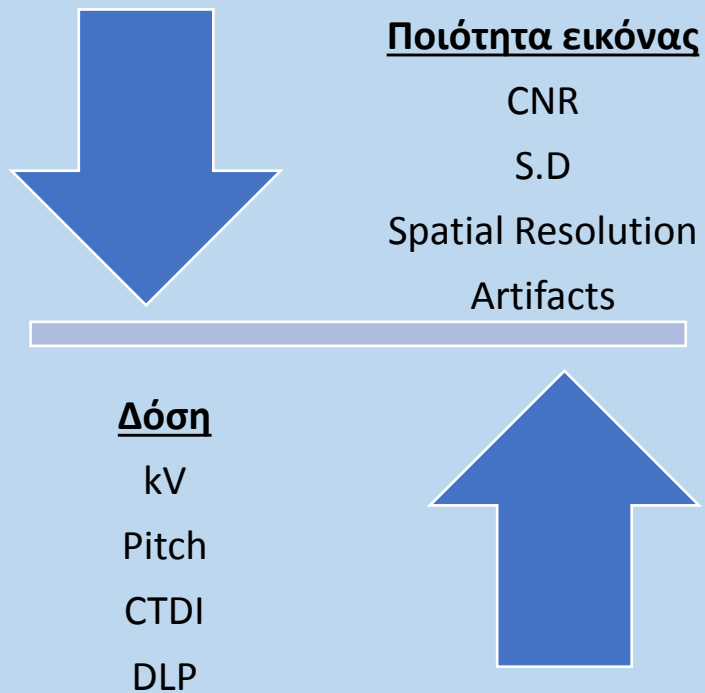 Ποιότητα εικόνας
CNR
S.D
Spatial Resolution
Artifacts
Δόση
kV
Pitch
CTDI
DLP